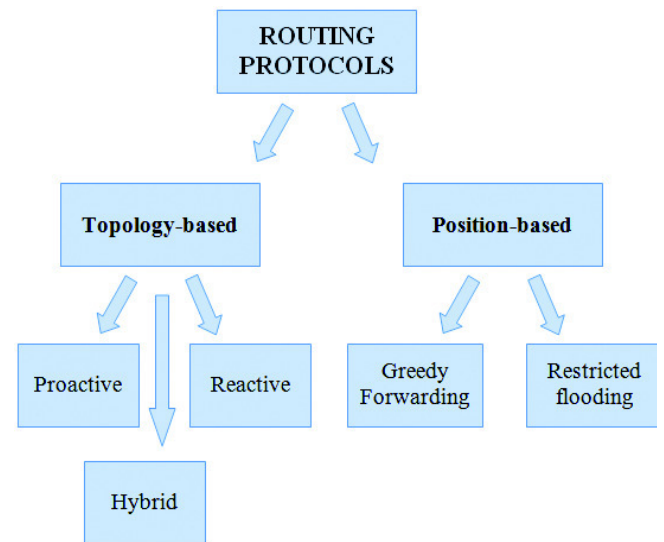 ROUTING
PROTOCOLS
Topology-based
Position-based
Proactive
Reactive
Greedy
Forwarding
Restricted
flooding
Hybrid